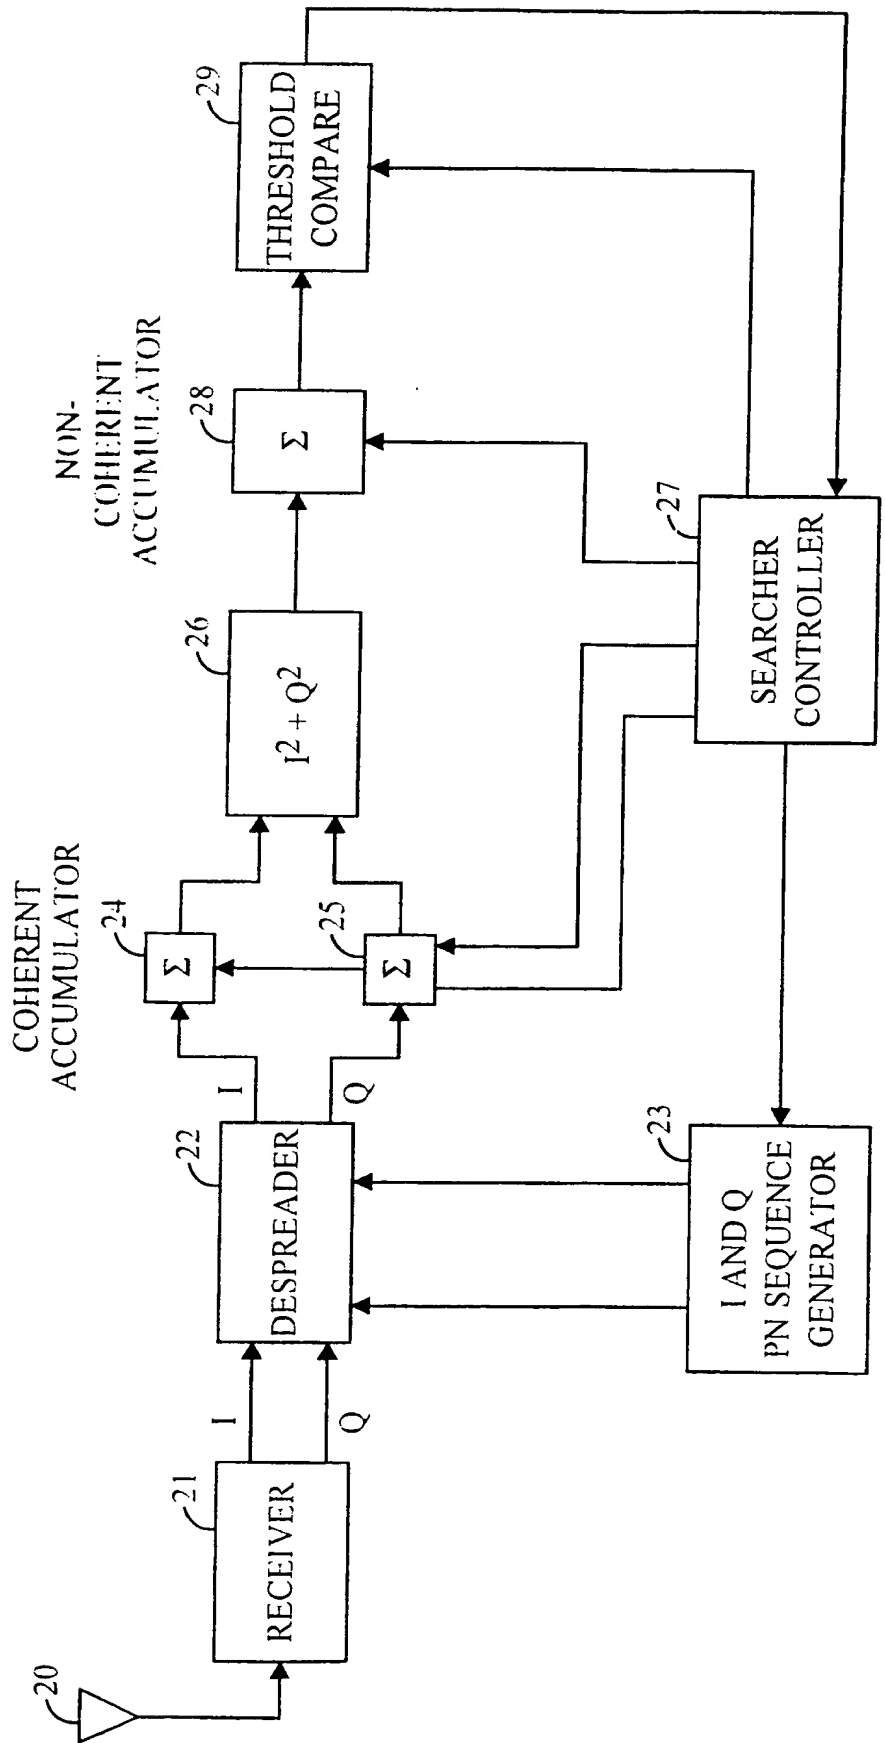 20
21
RECEIVER
I
Q
22
DESPREADER
I
Q
23
I AND Q
PN SEQUENCE
GENERATOR
COHERENT
ACCUMULATOR
24
Σ
25
Σ
26
I² + Q²
27
SEARCHER
CONTROLLER
NON-
COHERENT
ACCUMULATOR
28
Σ
29
THRESHOLD
COMPARE